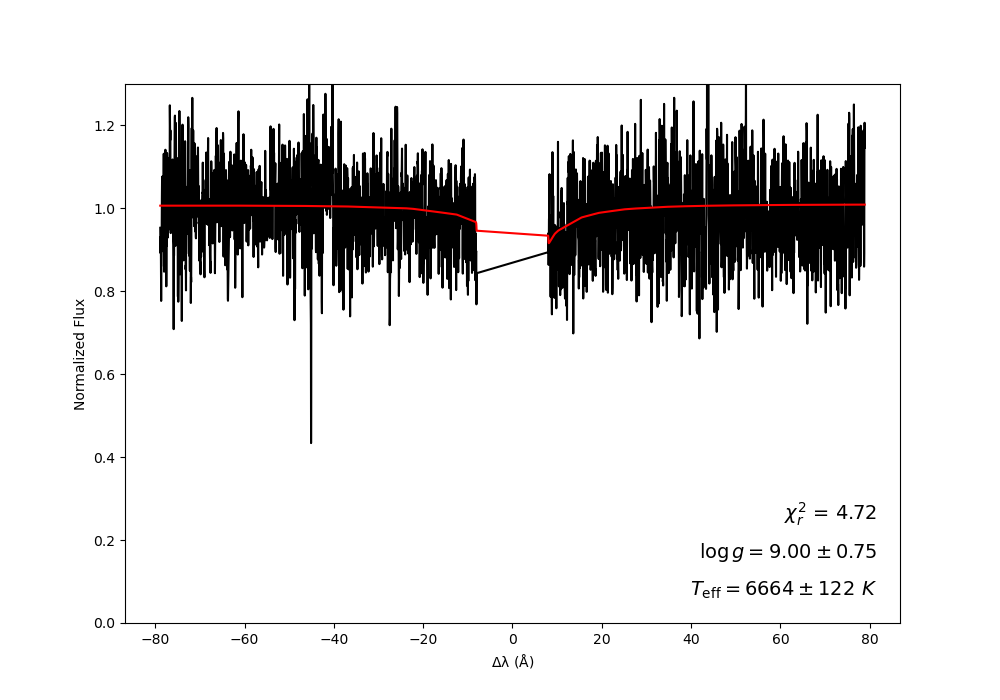 1.2
1.0
0.8
0.6
0.4
0.2
0.0
Normalized Flux
χ²ᵣ = 4.72
log g = 9.00 ± 0.75
T_eff = 6664 ± 122 K
−80 −60 −40 −20 0 20 40 60 80
Δλ (Å)